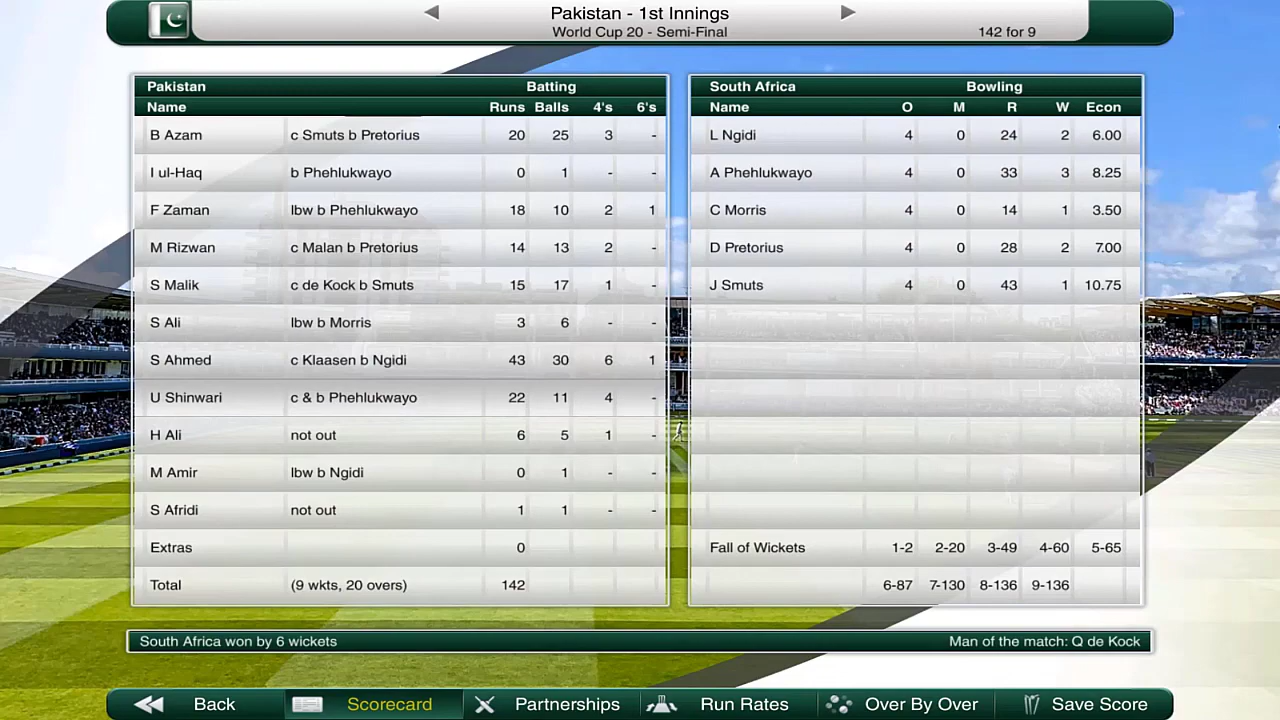 Pakistan - 1st Innings
World Cup 20 - Semi-Final 142 for 9
Pakistan Batting
Name Runs Balls 4's 6's
B Azam c Smuts b Pretorius 20 25 3 -
I ul-Haq b Phehlukwayo 0 1 - -
F Zaman lbw b Phehlukwayo 18 10 2 1
M Rizwan c Malan b Pretorius 14 13 2 -
S Malik c de Kock b Smuts 15 17 1 -
S Ali lbw b Morris 3 6 - -
S Ahmed c Klaasen b Ngidi 43 30 6 1
U Shinwari c & b Phehlukwayo 22 11 4 -
H Ali not out 6 5 1 -
M Amir lbw b Ngidi 0 1 - -
S Afridi not out 1 1 - -
Extras 0
Total (9 wkts, 20 overs) 142
South Africa Bowling
Name O M R W Econ
L Ngidi 4 0 24 2 6.00
A Phehlukwayo 4 0 33 3 8.25
C Morris 4 0 14 1 3.50
D Pretorius 4 0 28 2 7.00
J Smuts 4 0 43 1 10.75
Fall of Wickets 1-2 2-20 3-49 4-60 5-65
6-87 7-130 8-136 9-136
South Africa won by 6 wickets Man of the match: Q de Kock
Back Scorecard Partnerships Run Rates Over By Over Save Score